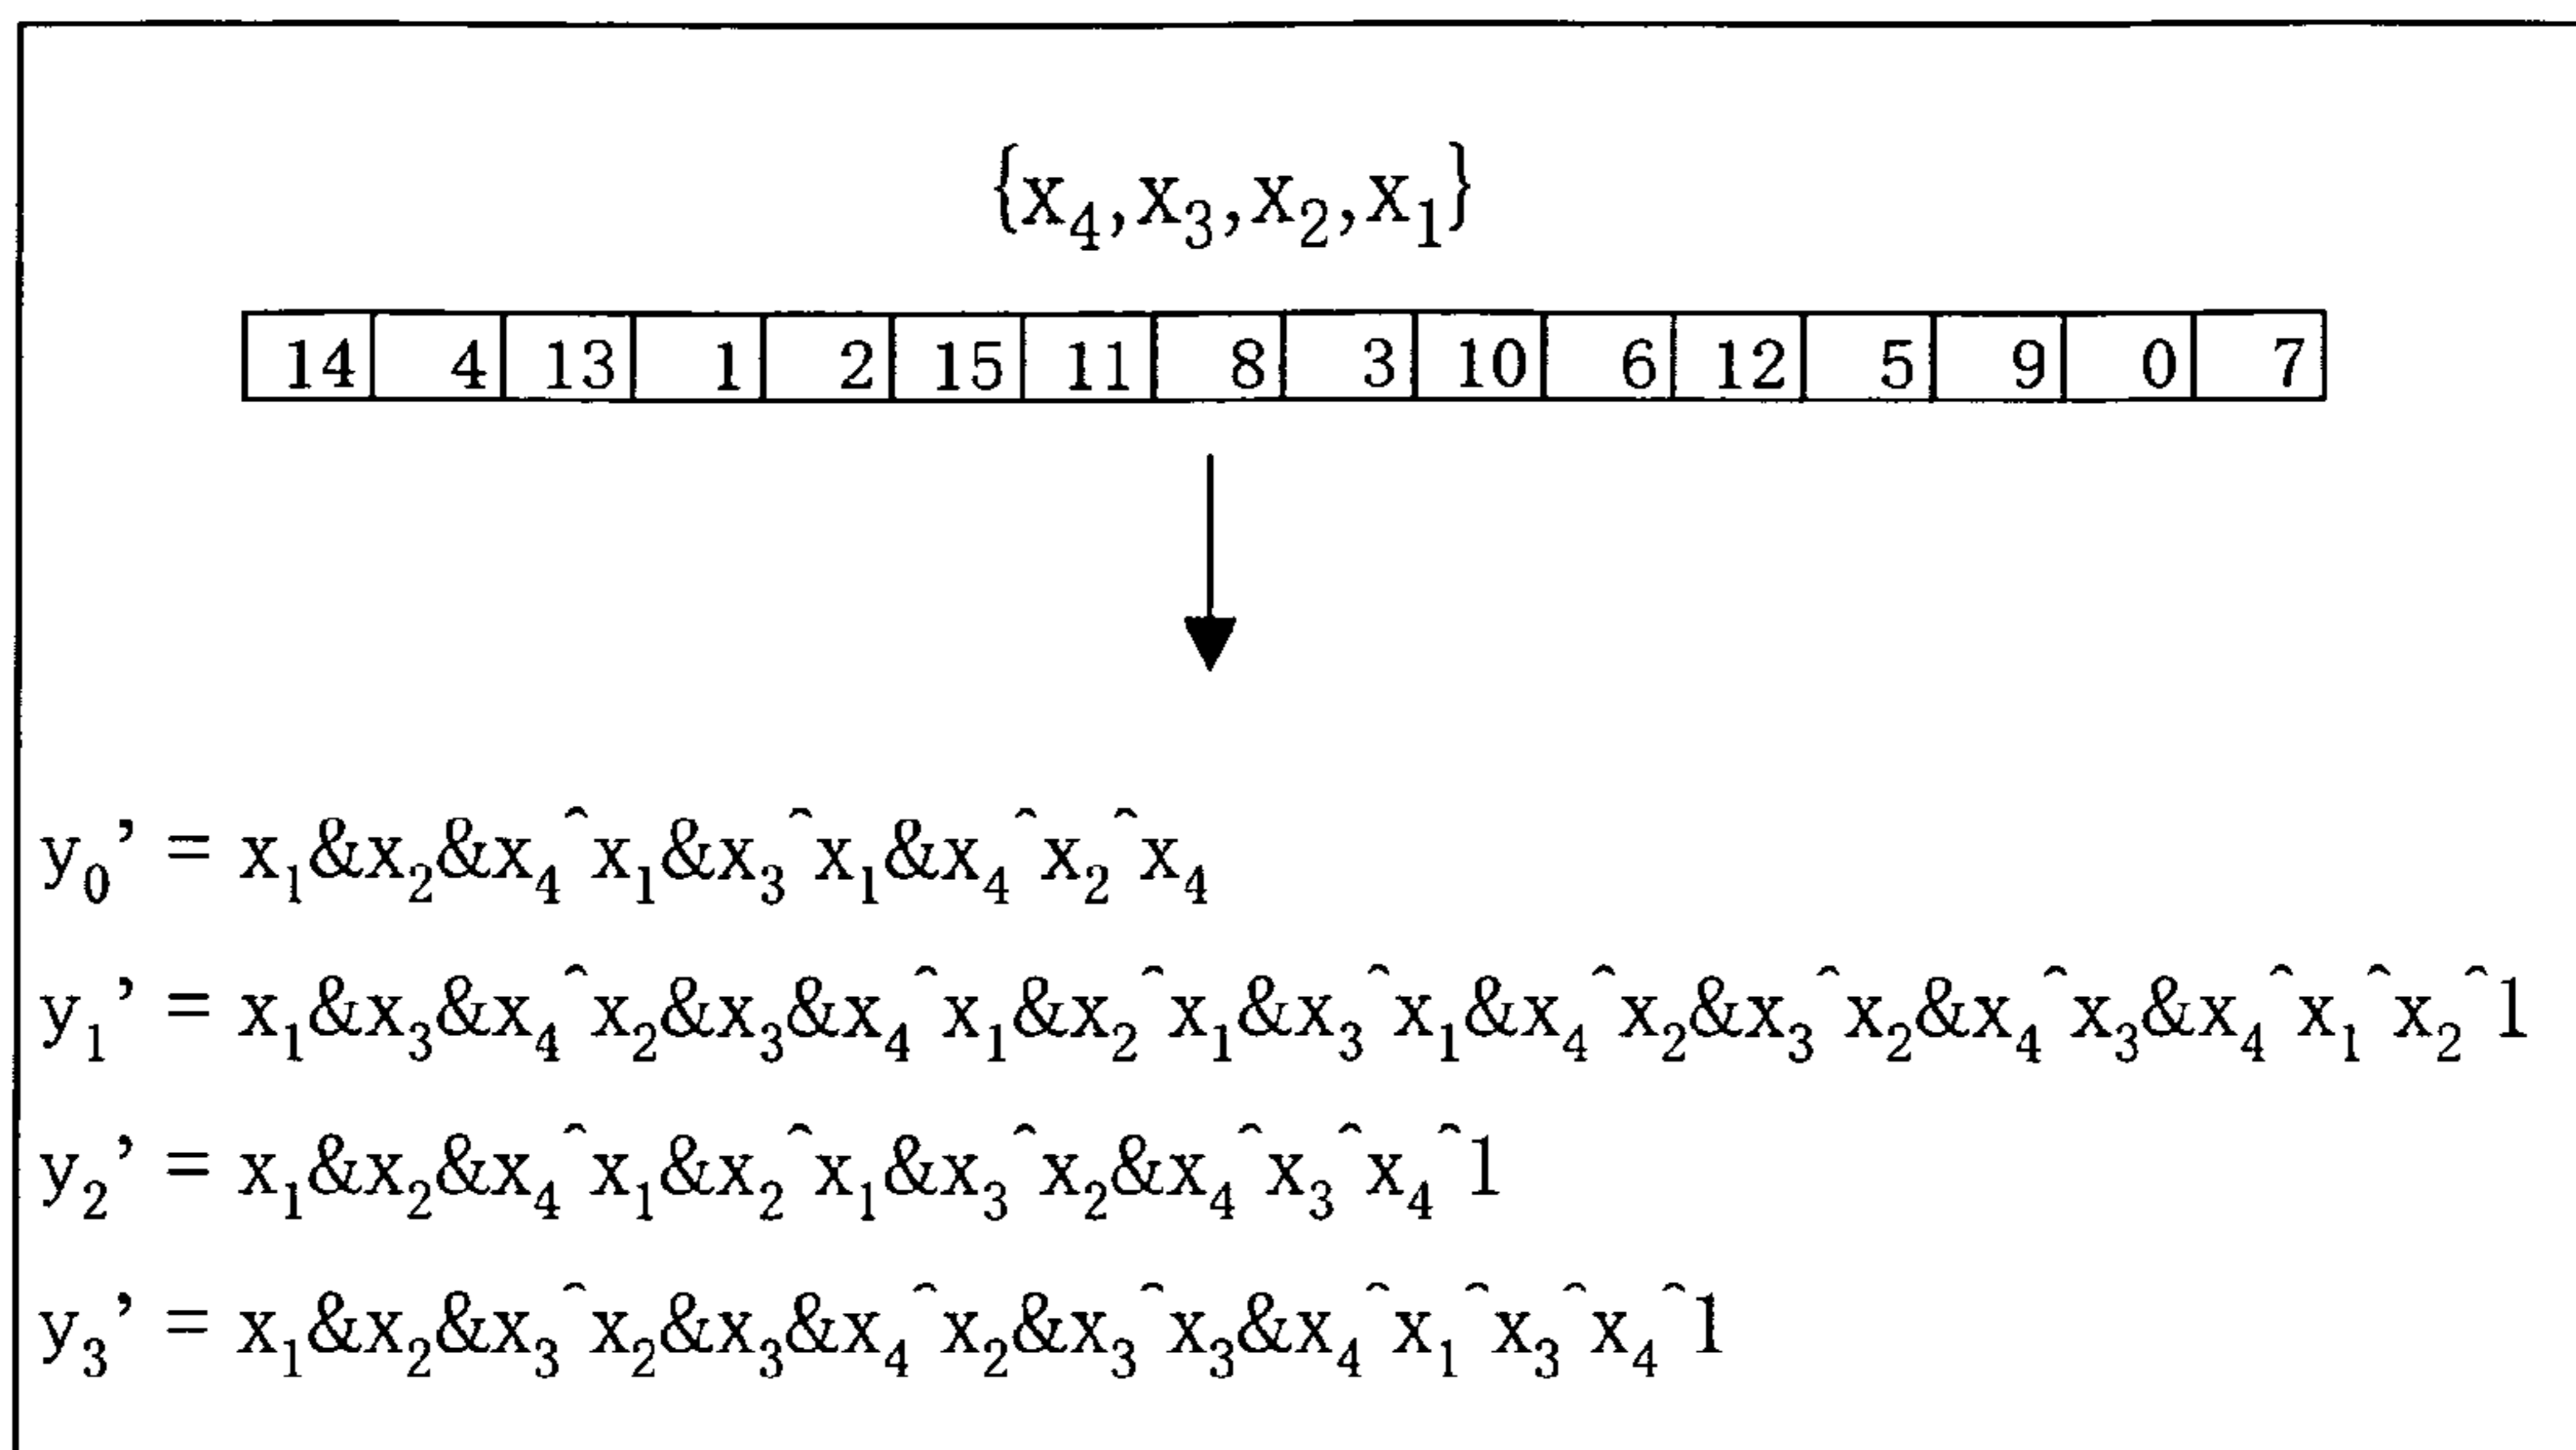 {x₄,x₃,x₂,x₁}
14 4 13 1 2 15 11 8 3 10 6 12 5 9 0 7
y₀’ = x₁&x₂&x₄^x₁&x₃^x₁&x₄^x₂^x₄
y₁’ = x₁&x₃&x₄^x₂&x₃&x₄^x₁&x₂^x₁&x₃^x₁&x₄^x₂&x₃^x₂&x₄^x₃&x₄^x₁^x₂^1
y₂’ = x₁&x₂&x₄^x₁&x₂^x₁&x₃^x₂&x₄^x₃^x₄^1
y₃’ = x₁&x₂&x₃^x₂&x₃&x₄^x₂&x₃^x₃&x₄^x₁^x₃^x₄^1